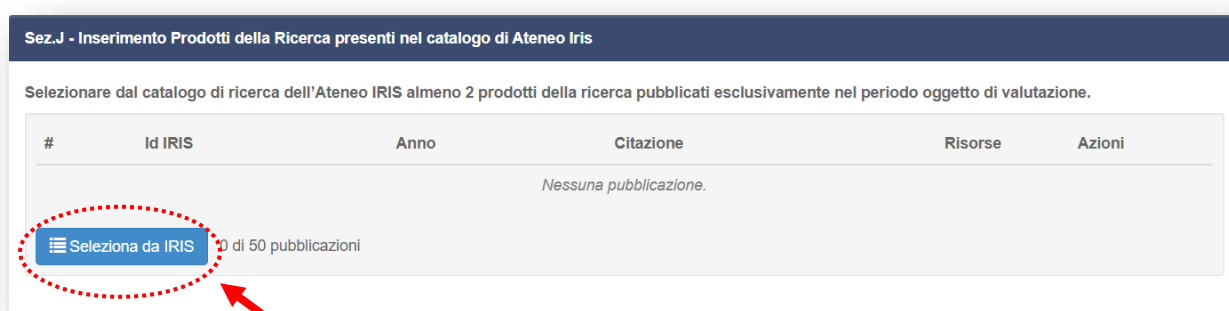 Sez.J - Inserimento Prodotti della Ricerca presenti nel catalogo di Ateneo Iris
Selezionare dal catalogo di ricerca dell'Ateneo IRIS almeno 2 prodotti della ricerca pubblicati esclusivamente nel periodo oggetto di valutazione.
# Id IRIS Anno Citazione Risorse Azioni
Nessuna pubblicazione.
Seleziona da IRIS 0 di 50 pubblicazioni